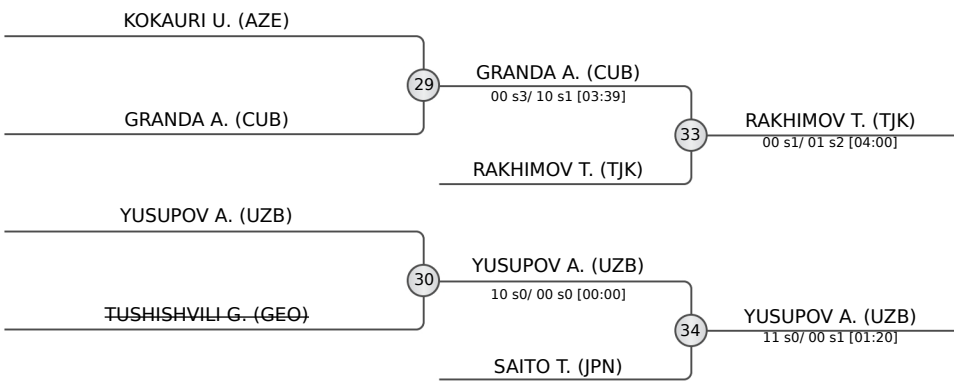 KOKAURI U. (AZE)
29
GRANDA A. (CUB)
GRANDA A. (CUB)
00 s3/ 10 s1 [03:39]
33
RAKHIMOV T. (TJK)
RAKHIMOV T. (TJK)
00 s1/ 01 s2 [04:00]
YUSUPOV A. (UZB)
30
TUSHISHVILI G. (GEO)
YUSUPOV A. (UZB)
10 s0/ 00 s0 [00:00]
34
SAITO T. (JPN)
YUSUPOV A. (UZB)
11 s0/ 00 s1 [01:20]